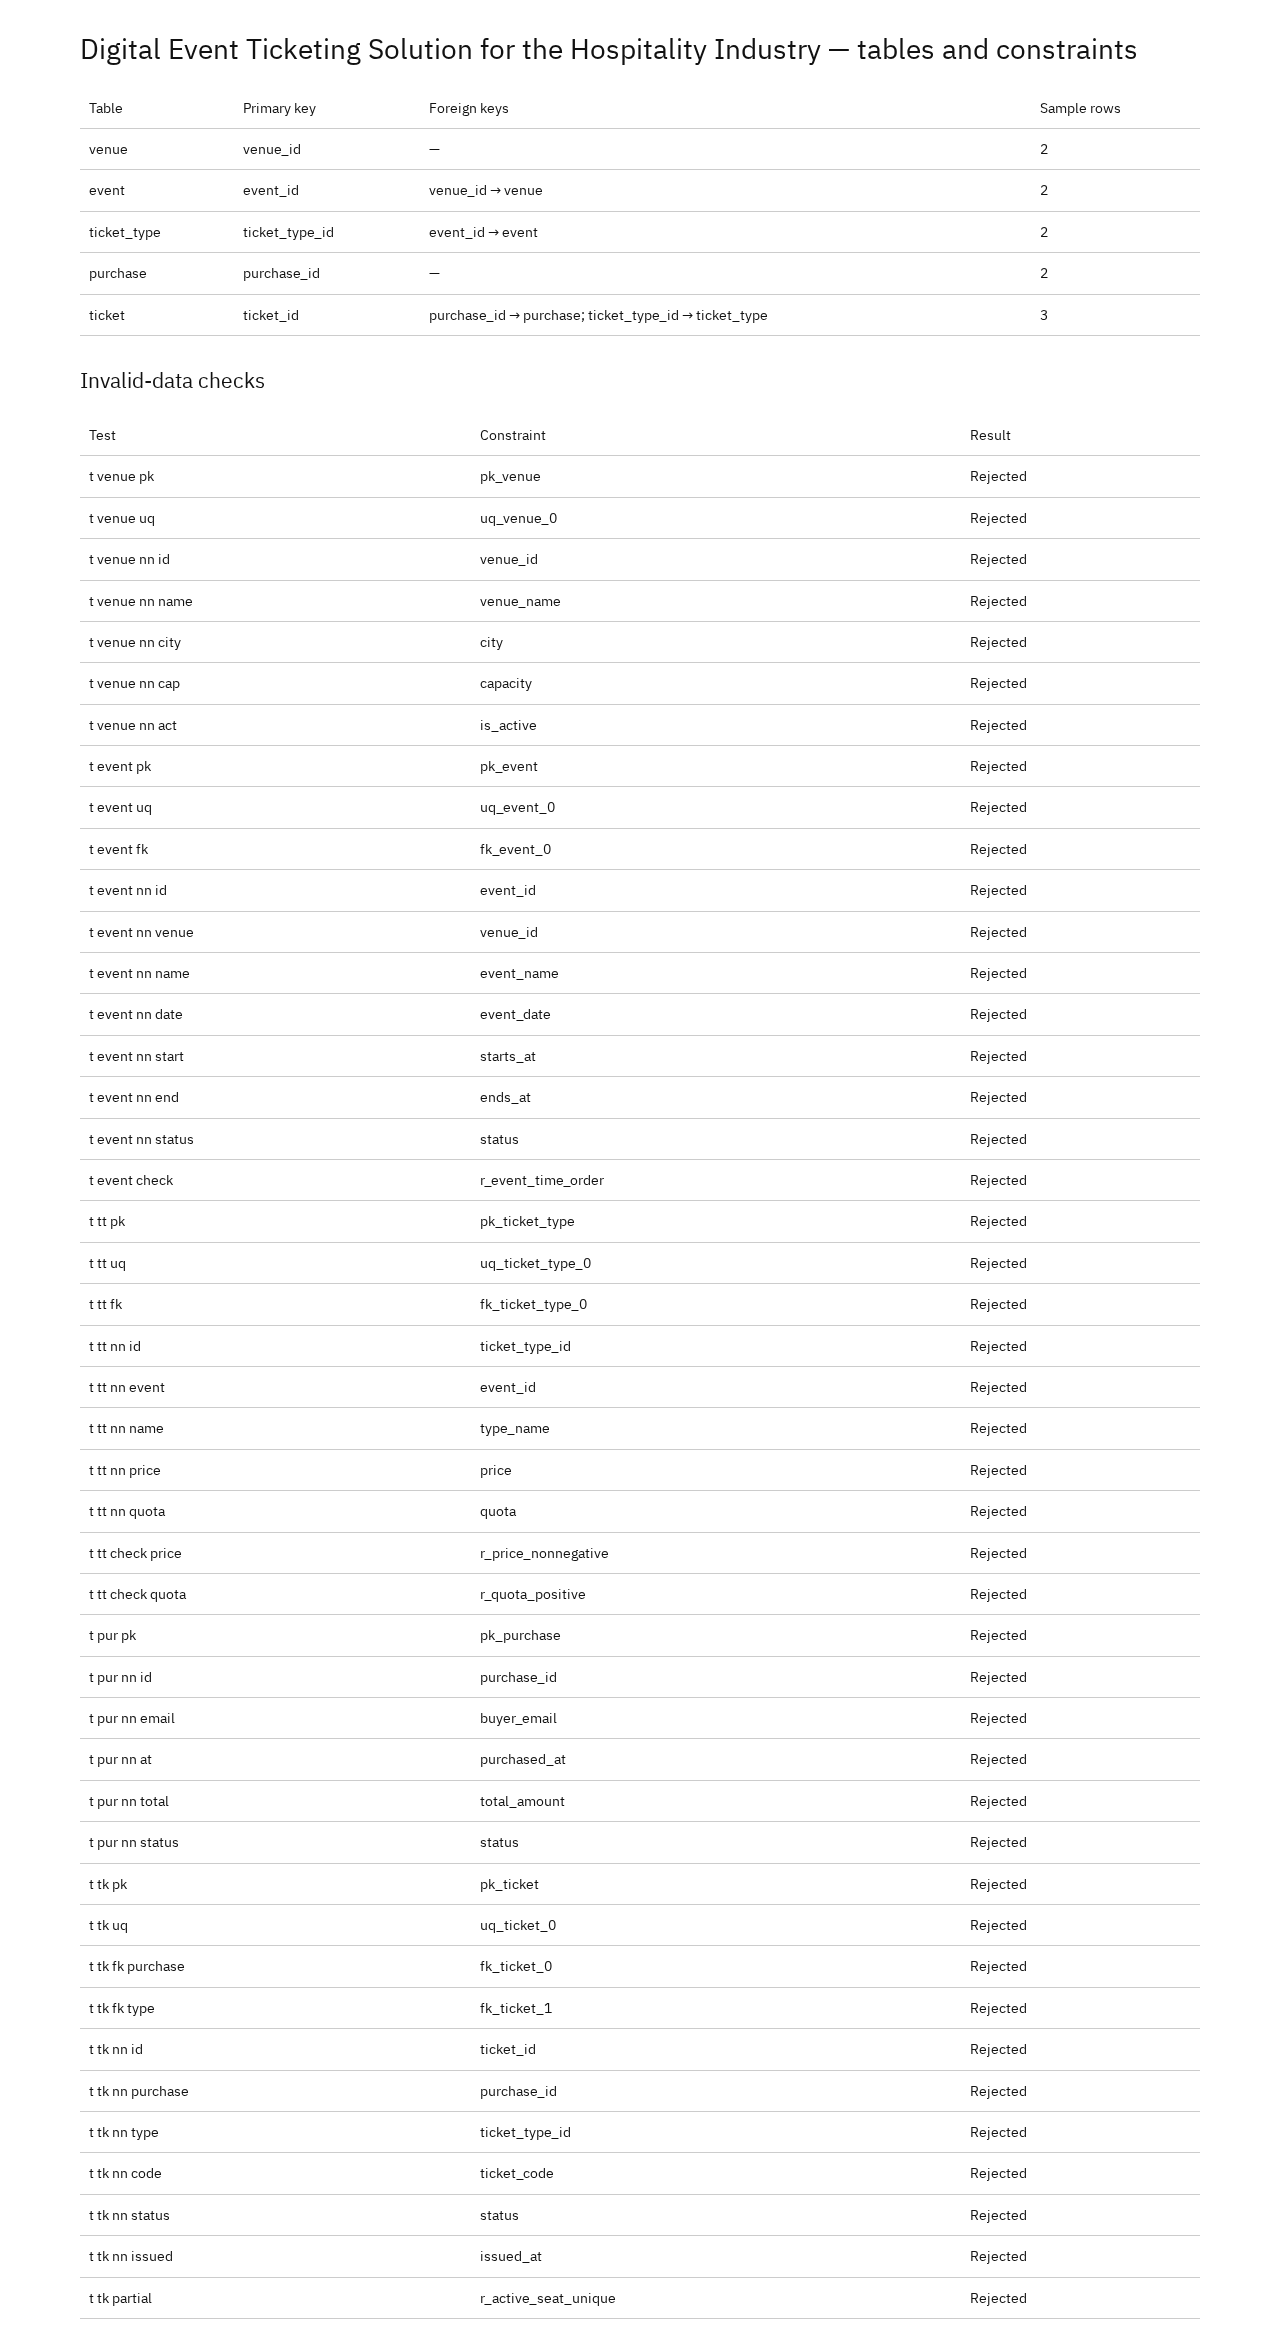 Digital Event Ticketing Solution for the Hospitality Industry — tables and constraints
Table Primary key Foreign keys Sample rows
venue venue_id — 2
event event_id venue_id → venue 2
ticket_type ticket_type_id event_id → event 2
purchase purchase_id — 2
ticket ticket_id purchase_id → purchase; ticket_type_id → ticket_type 3
Invalid-data checks
Test Constraint Result
t venue pk pk_venue Rejected
t venue uq uq_venue_0 Rejected
t venue nn id venue_id Rejected
t venue nn name venue_name Rejected
t venue nn city city Rejected
t venue nn cap capacity Rejected
t venue nn act is_active Rejected
t event pk pk_event Rejected
t event uq uq_event_0 Rejected
t event fk fk_event_0 Rejected
t event nn id event_id Rejected
t event nn venue venue_id Rejected
t event nn name event_name Rejected
t event nn date event_date Rejected
t event nn start starts_at Rejected
t event nn end ends_at Rejected
t event nn status status Rejected
t event check r_event_time_order Rejected
t tt pk pk_ticket_type Rejected
t tt uq uq_ticket_type_0 Rejected
t tt fk fk_ticket_type_0 Rejected
t tt nn id ticket_type_id Rejected
t tt nn event event_id Rejected
t tt nn name type_name Rejected
t tt nn price price Rejected
t tt nn quota quota Rejected
t tt check price r_price_nonnegative Rejected
t tt check quota r_quota_positive Rejected
t pur pk pk_purchase Rejected
t pur nn id purchase_id Rejected
t pur nn email buyer_email Rejected
t pur nn at purchased_at Rejected
t pur nn total total_amount Rejected
t pur nn status status Rejected
t tk pk pk_ticket Rejected
t tk uq uq_ticket_0 Rejected
t tk fk purchase fk_ticket_0 Rejected
t tk fk type fk_ticket_1 Rejected
t tk nn id ticket_id Rejected
t tk nn purchase purchase_id Rejected
t tk nn type ticket_type_id Rejected
t tk nn code ticket_code Rejected
t tk nn status status Rejected
t tk nn issued issued_at Rejected
t tk partial r_active_seat_unique Rejected